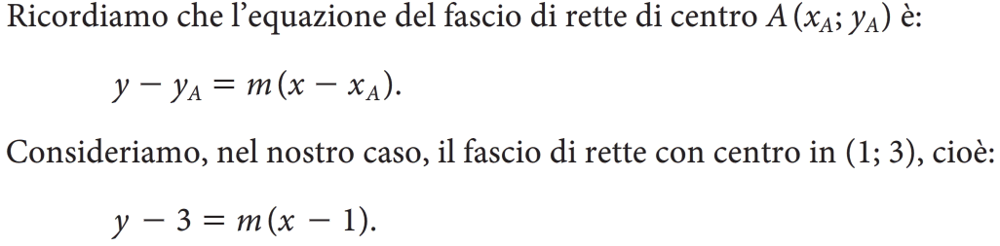 Ricordiamo che l’equazione del fascio di rette di centro A(x_A; y_A) è:
y − y_A = m(x − x_A).
Consideriamo, nel nostro caso, il fascio di rette con centro in (1; 3), cioè:
y − 3 = m(x − 1).